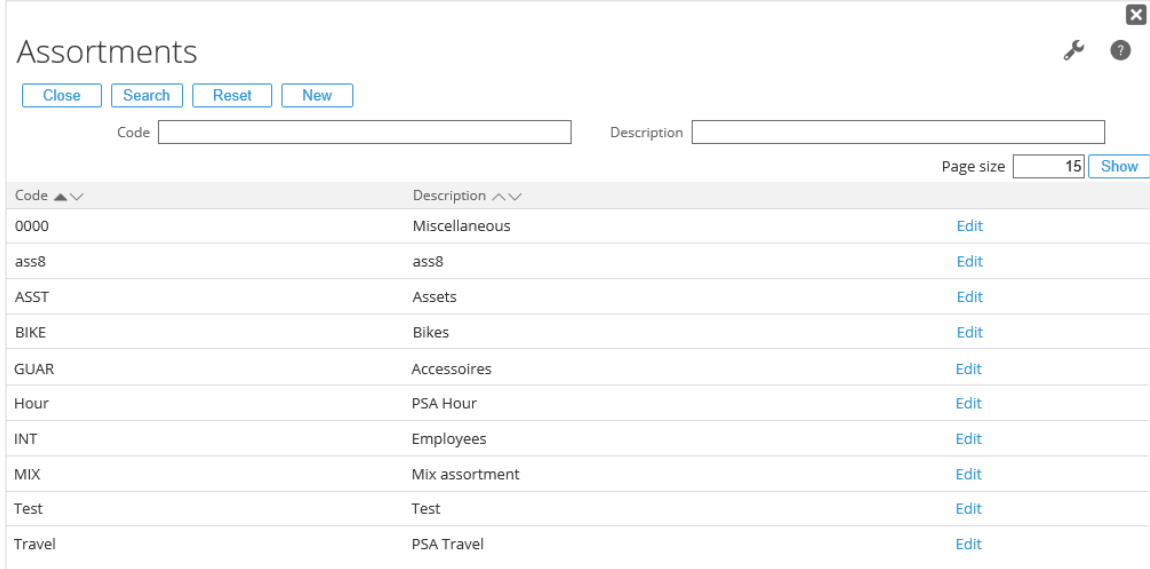 Assortments
Close Search Reset New
Code Description
Page size 15 Show
Code Description
0000 Miscellaneous Edit
ass8 ass8 Edit
ASST Assets Edit
BIKE Bikes Edit
GUAR Accessoires Edit
Hour PSA Hour Edit
INT Employees Edit
MIX Mix assortment Edit
Test Test Edit
Travel PSA Travel Edit